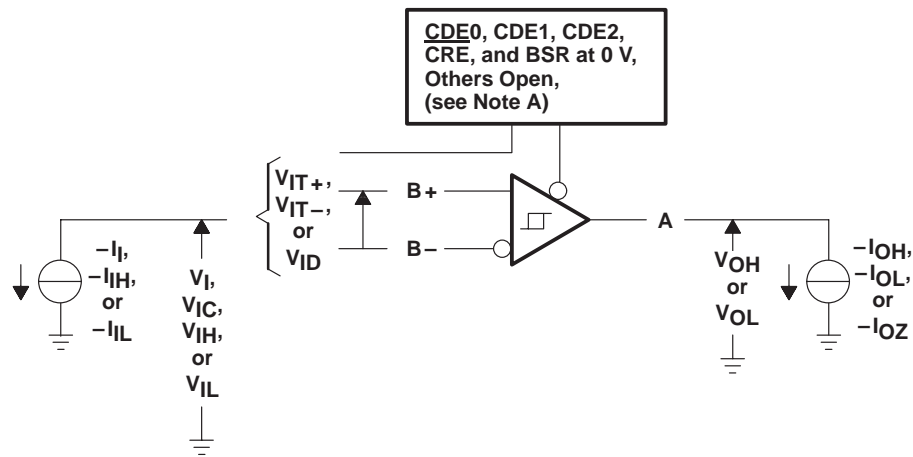 CDE0, CDE1, CDE2,
CRE, and BSR at 0 V,
Others Open,
(see Note A)
VIT+,
VIT–,
or
VID
B+
B–
A
–II,
–IIH,
or
–IIL
VI,
VIC,
VIH,
or
VIL
VOH
or
VOL
–IOH,
–IOL,
or
–IOZ